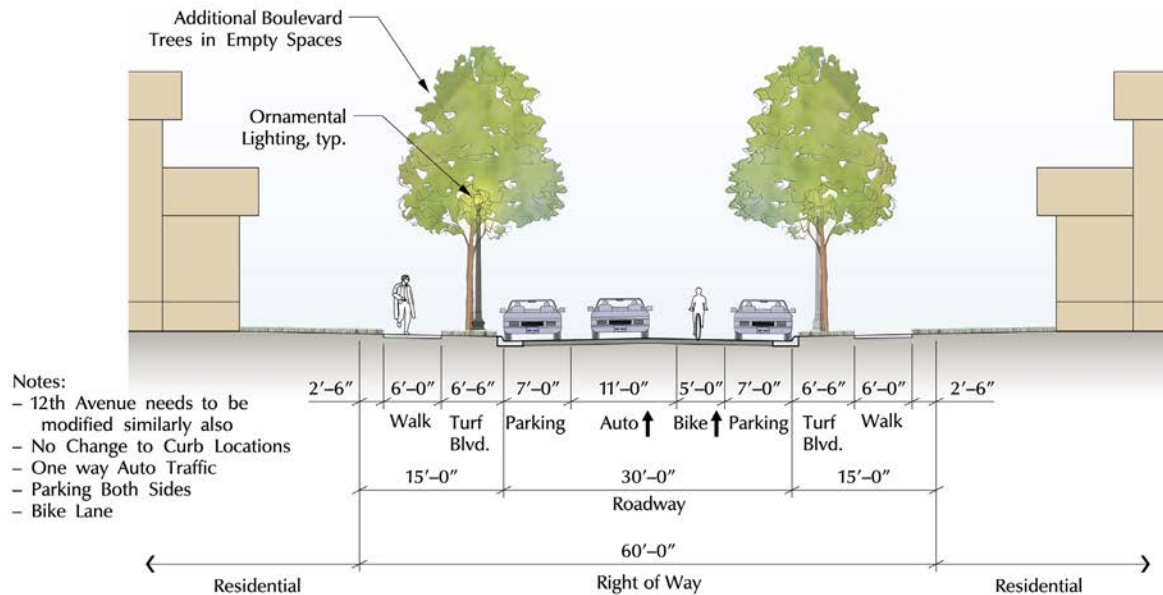 Additional Boulevard
Trees in Empty Spaces
Ornamental
Lighting, typ.
Notes:
– 12th Avenue needs to be
modified similarly also
– No Change to Curb Locations
– One way Auto Traffic
– Parking Both Sides
– Bike Lane
2’–6” 6’–0” 6’–6” 7’–0” 11’–0” 5’–0” 7’–0” 6’–6” 6’–0” 2’–6”
Walk Turf Parking Auto Bike Parking Turf Walk
Blvd. Blvd.
15’–0” 30’–0” 15’–0”
Roadway
60’–0”
Residential Right of Way Residential